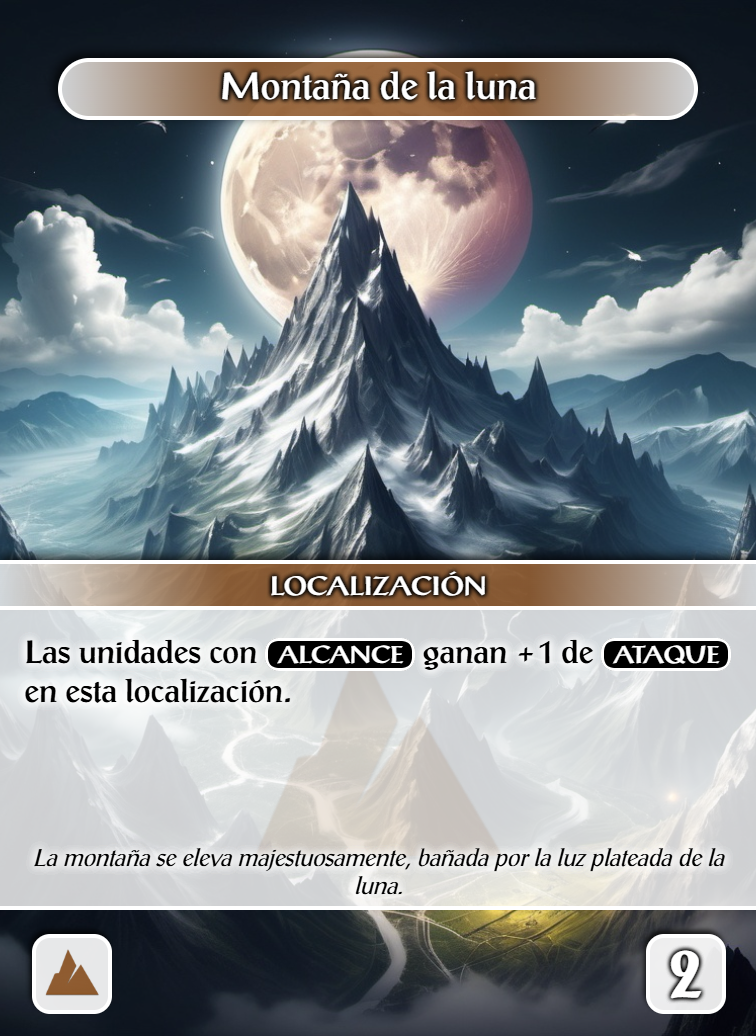 Montaña de la luna
LOCALIZACIÓN
Las unidades con ALCANCE ganan +1 de ATAQUE
en esta localización.
La montaña se eleva majestuosamente, bañada por la luz plateada de la
luna.
2